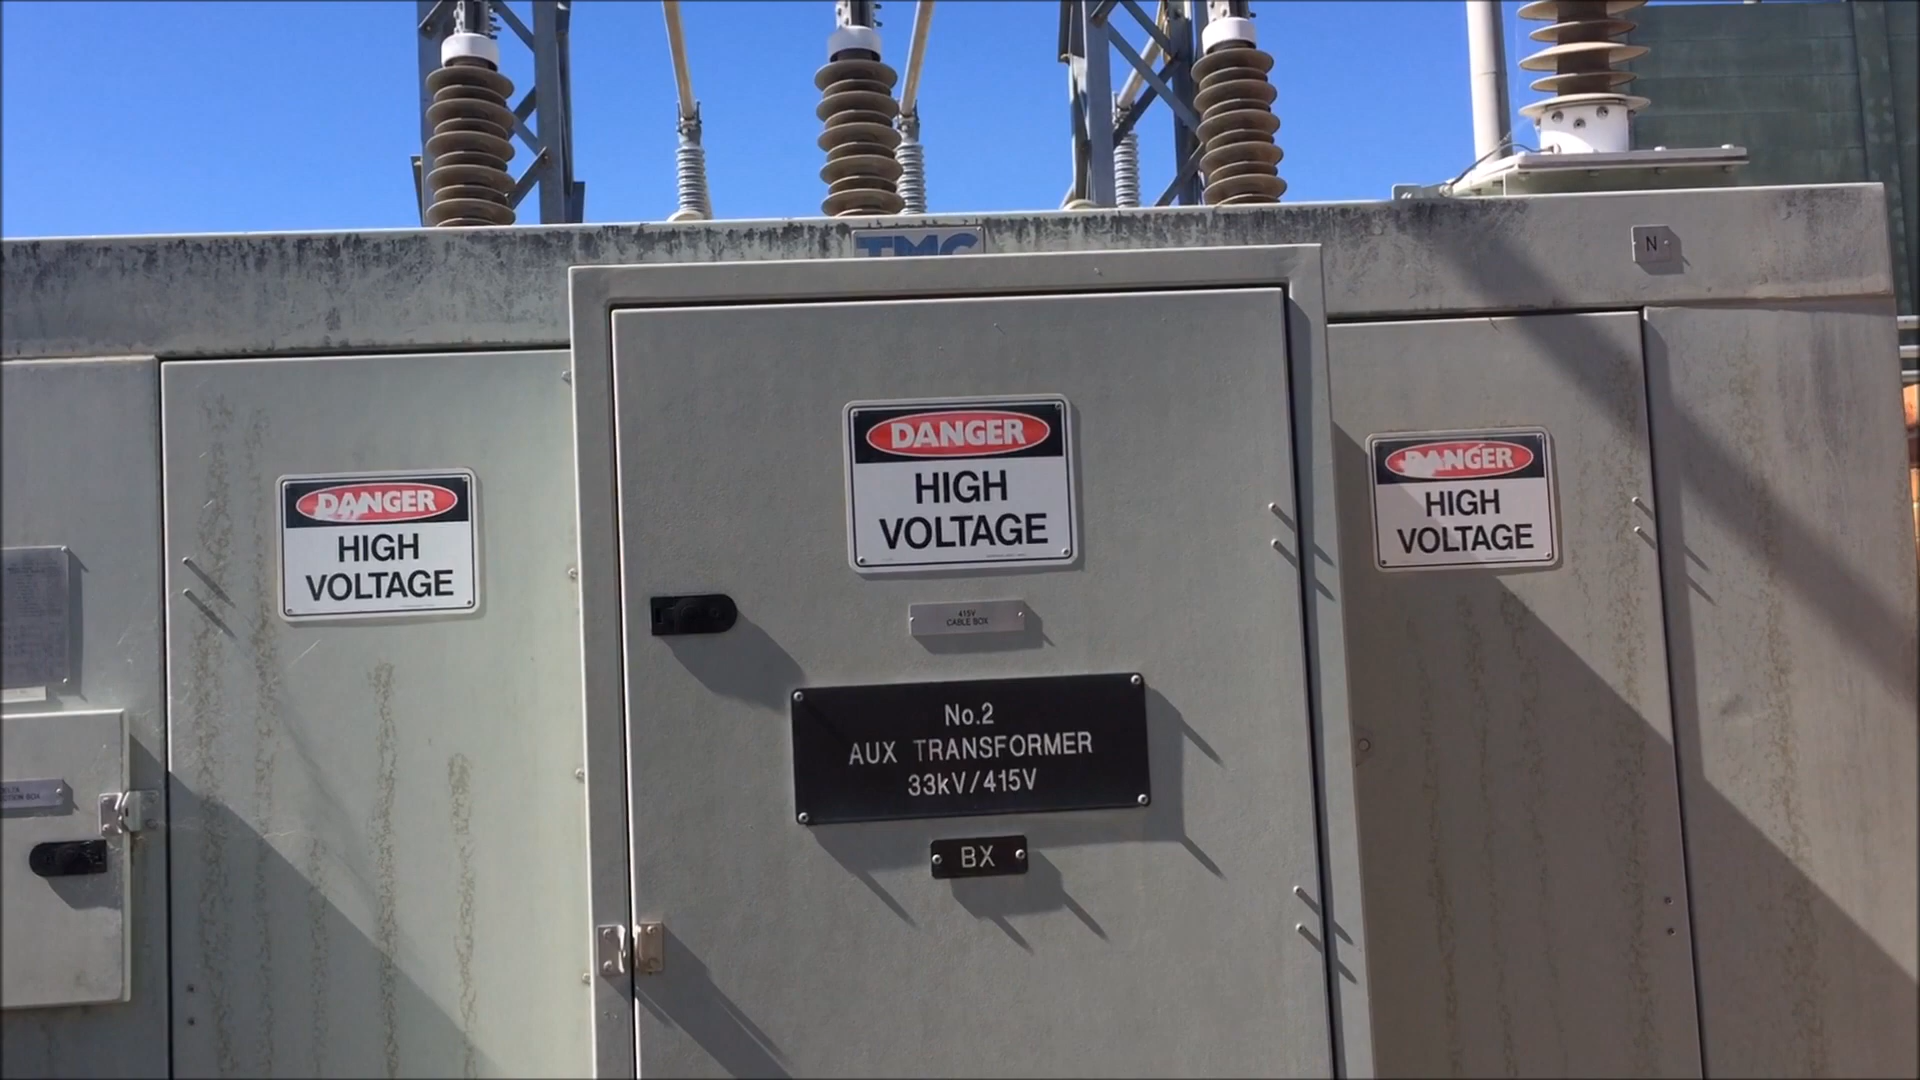 TMC
N
DANGER
HIGH
VOLTAGE
DANGER
HIGH
VOLTAGE
DANGER
HIGH
VOLTAGE
415V
CABLE BOX
No.2
AUX TRANSFORMER
33kV/415V
BX
DELTA